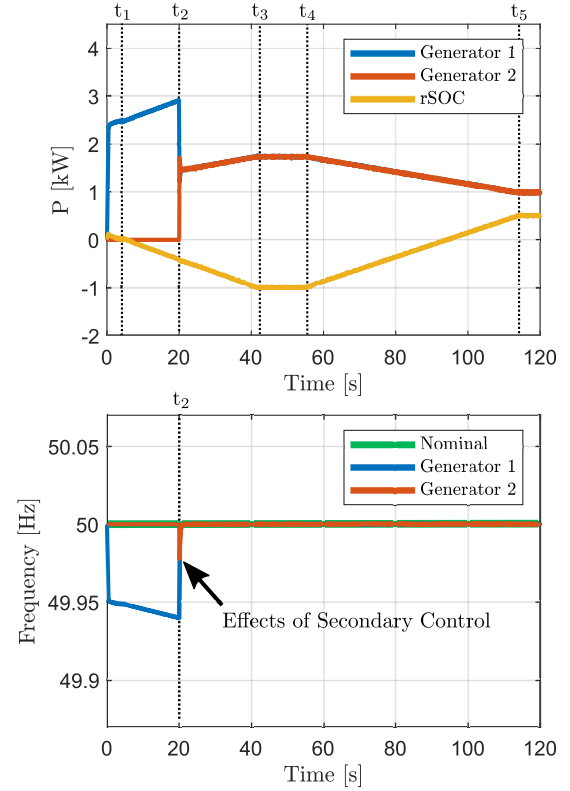 t₁ t₂ t₃ t₄ t₅
4
3
2
1
0
-1
-2
P [kW]
Generator 1
Generator 2
rSOC
0 20 40 60 80 100 120
Time [s]
t₂
50.05
50
49.95
49.9
Frequency [Hz]
Nominal
Generator 1
Generator 2
Effects of Secondary Control
0 20 40 60 80 100 120
Time [s]